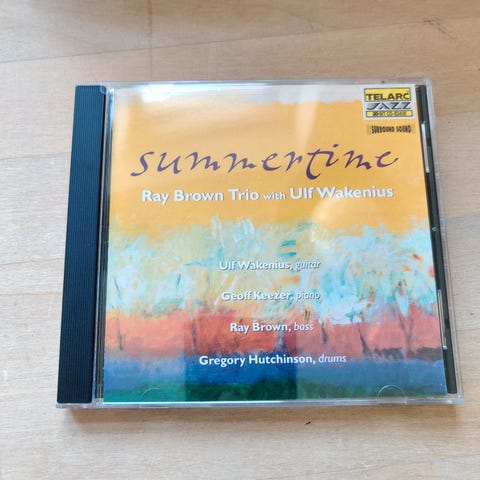 TELARC
JAZZ
SURROUND SOUND
summertime
Ray Brown Trio with Ulf Wakenius
Ulf Wakenius, guitar
Geoff Keezer, piano
Ray Brown, bass
Gregory Hutchinson, drums